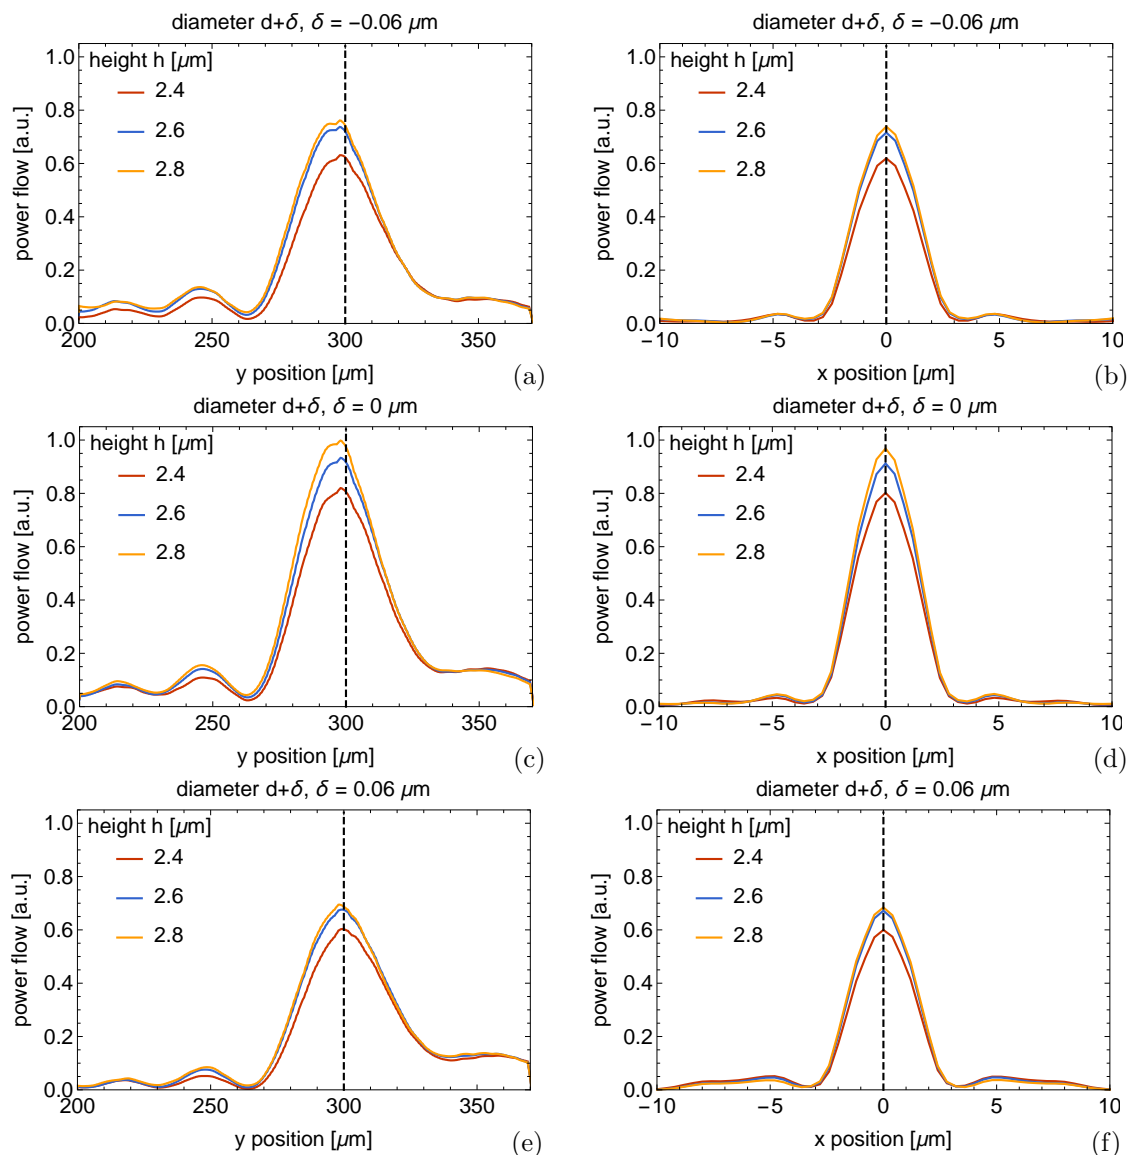 diameter d+δ, δ = −0.06 μm
height h [μm]
2.4
2.6
2.8
power flow [a.u.]
1.0
0.8
0.6
0.4
0.2
0.0
200 250 300 350
y position [μm]
(a)
diameter d+δ, δ = −0.06 μm
height h [μm]
2.4
2.6
2.8
power flow [a.u.]
1.0
0.8
0.6
0.4
0.2
0.0
−10 −5 0 5 10
x position [μm]
(b)
diameter d+δ, δ = 0 μm
height h [μm]
2.4
2.6
2.8
power flow [a.u.]
1.0
0.8
0.6
0.4
0.2
0.0
200 250 300 350
y position [μm]
(c)
diameter d+δ, δ = 0 μm
height h [μm]
2.4
2.6
2.8
power flow [a.u.]
1.0
0.8
0.6
0.4
0.2
0.0
−10 −5 0 5 10
x position [μm]
(d)
diameter d+δ, δ = 0.06 μm
height h [μm]
2.4
2.6
2.8
power flow [a.u.]
1.0
0.8
0.6
0.4
0.2
0.0
200 250 300 350
y position [μm]
(e)
diameter d+δ, δ = 0.06 μm
height h [μm]
2.4
2.6
2.8
power flow [a.u.]
1.0
0.8
0.6
0.4
0.2
0.0
−10 −5 0 5 10
x position [μm]
(f)